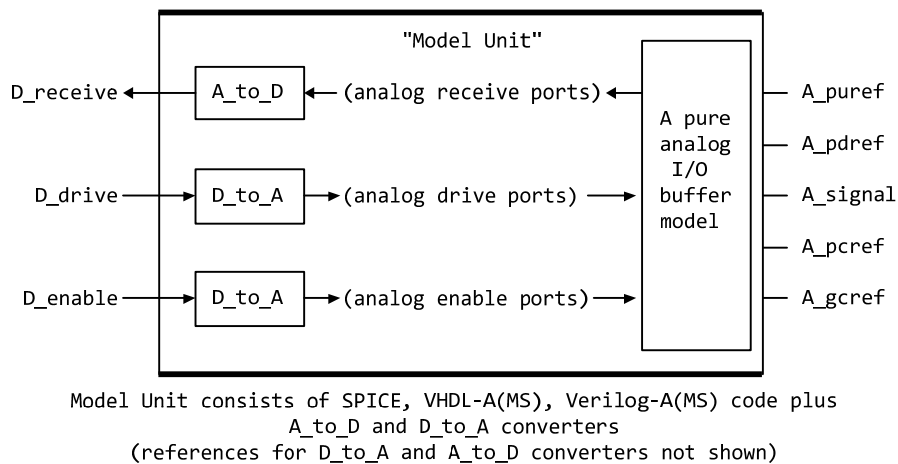 "Model Unit"
D_receive A_to_D (analog receive ports) A_puref
A pure
analog
I/O
buffer
model
A_pdref
D_drive D_to_A (analog drive ports) A_signal
A_pcref
D_enable D_to_A (analog enable ports) A_gcref
Model Unit consists of SPICE, VHDL-A(MS), Verilog-A(MS) code plus
A_to_D and D_to_A converters
(references for D_to_A and A_to_D converters not shown)